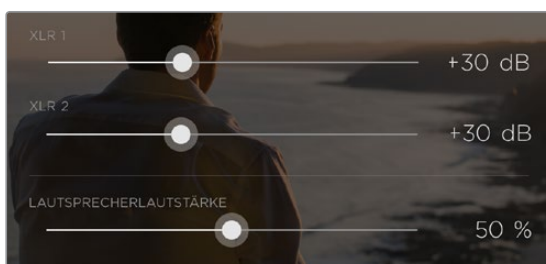 XLR 1
+30 dB
XLR 2
+30 dB
LAUTSPRECHERLAUTSTÄRKE
50 %